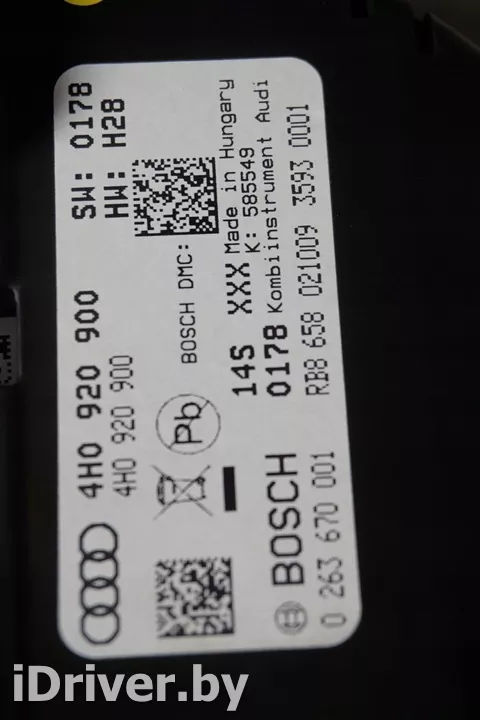 4H0 920 900 SW: 0178
4H0 920 900 HW: H28
BOSCH DMC:
Pb
14S XXX Made in Hungary
K: 585549
0178 Kombiinstrument Audi
BOSCH
0 263 670 001 RB8 658 021009 3593 0001
iDriver.by